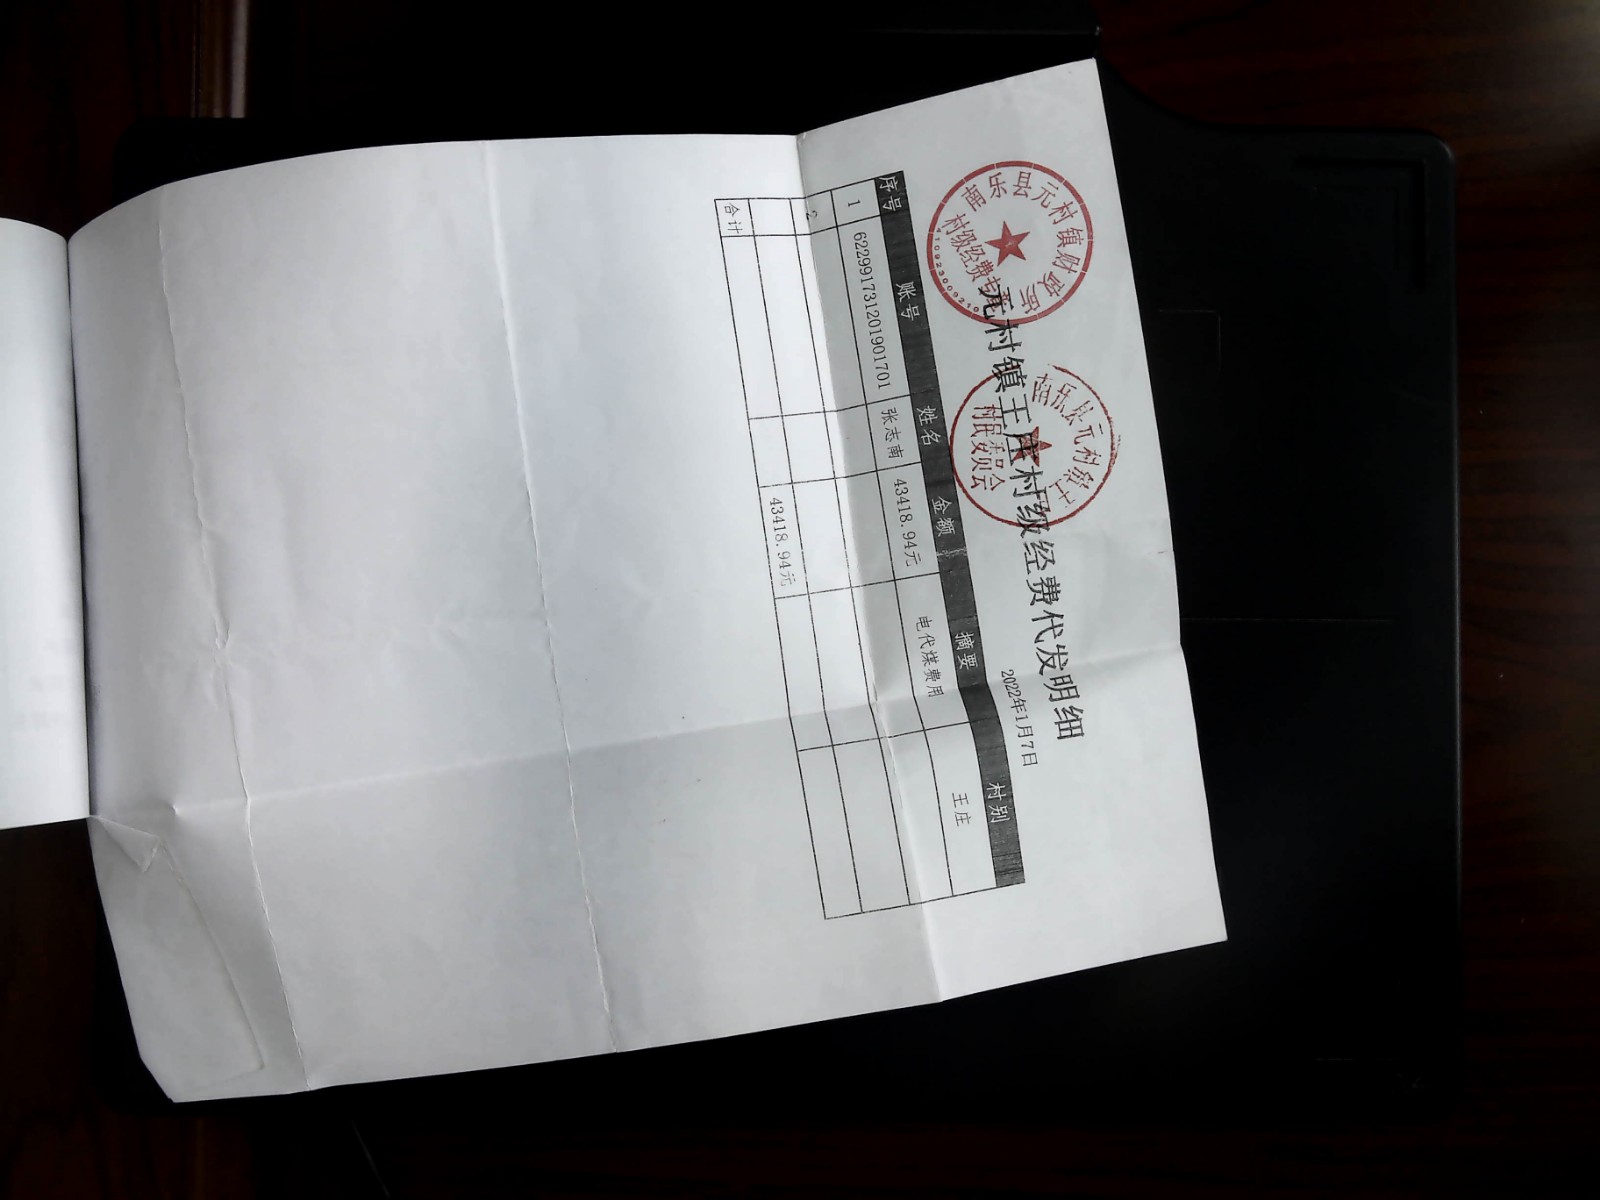 元村镇王庄村级经费代发明细
2022年1月7日
南乐县元村镇财政所
村级经费专用
南乐县元村镇王
村民委员会
序号 账号 姓名 金额 摘要 村别
1 622991731201901701 张志南 43418.94元 电代煤费用 王庄
2
合计 43418.94元